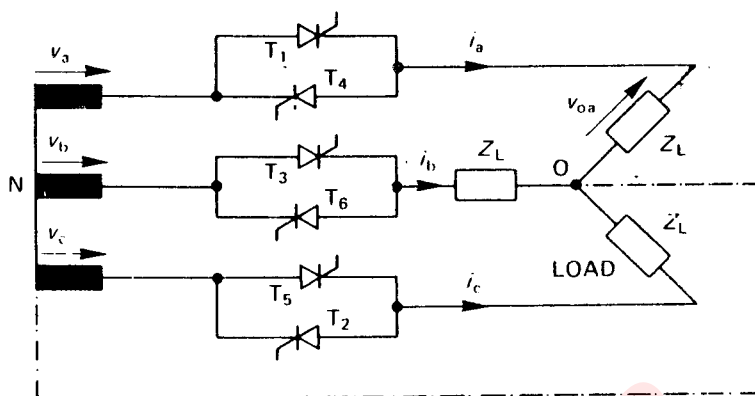 v_a
T_1
T_4
i_a
v_oa
Z_L
v_b
N
T_3
T_6
i_b
Z_L
O
v_c
T_5
T_2
i_c
LOAD
Z_L